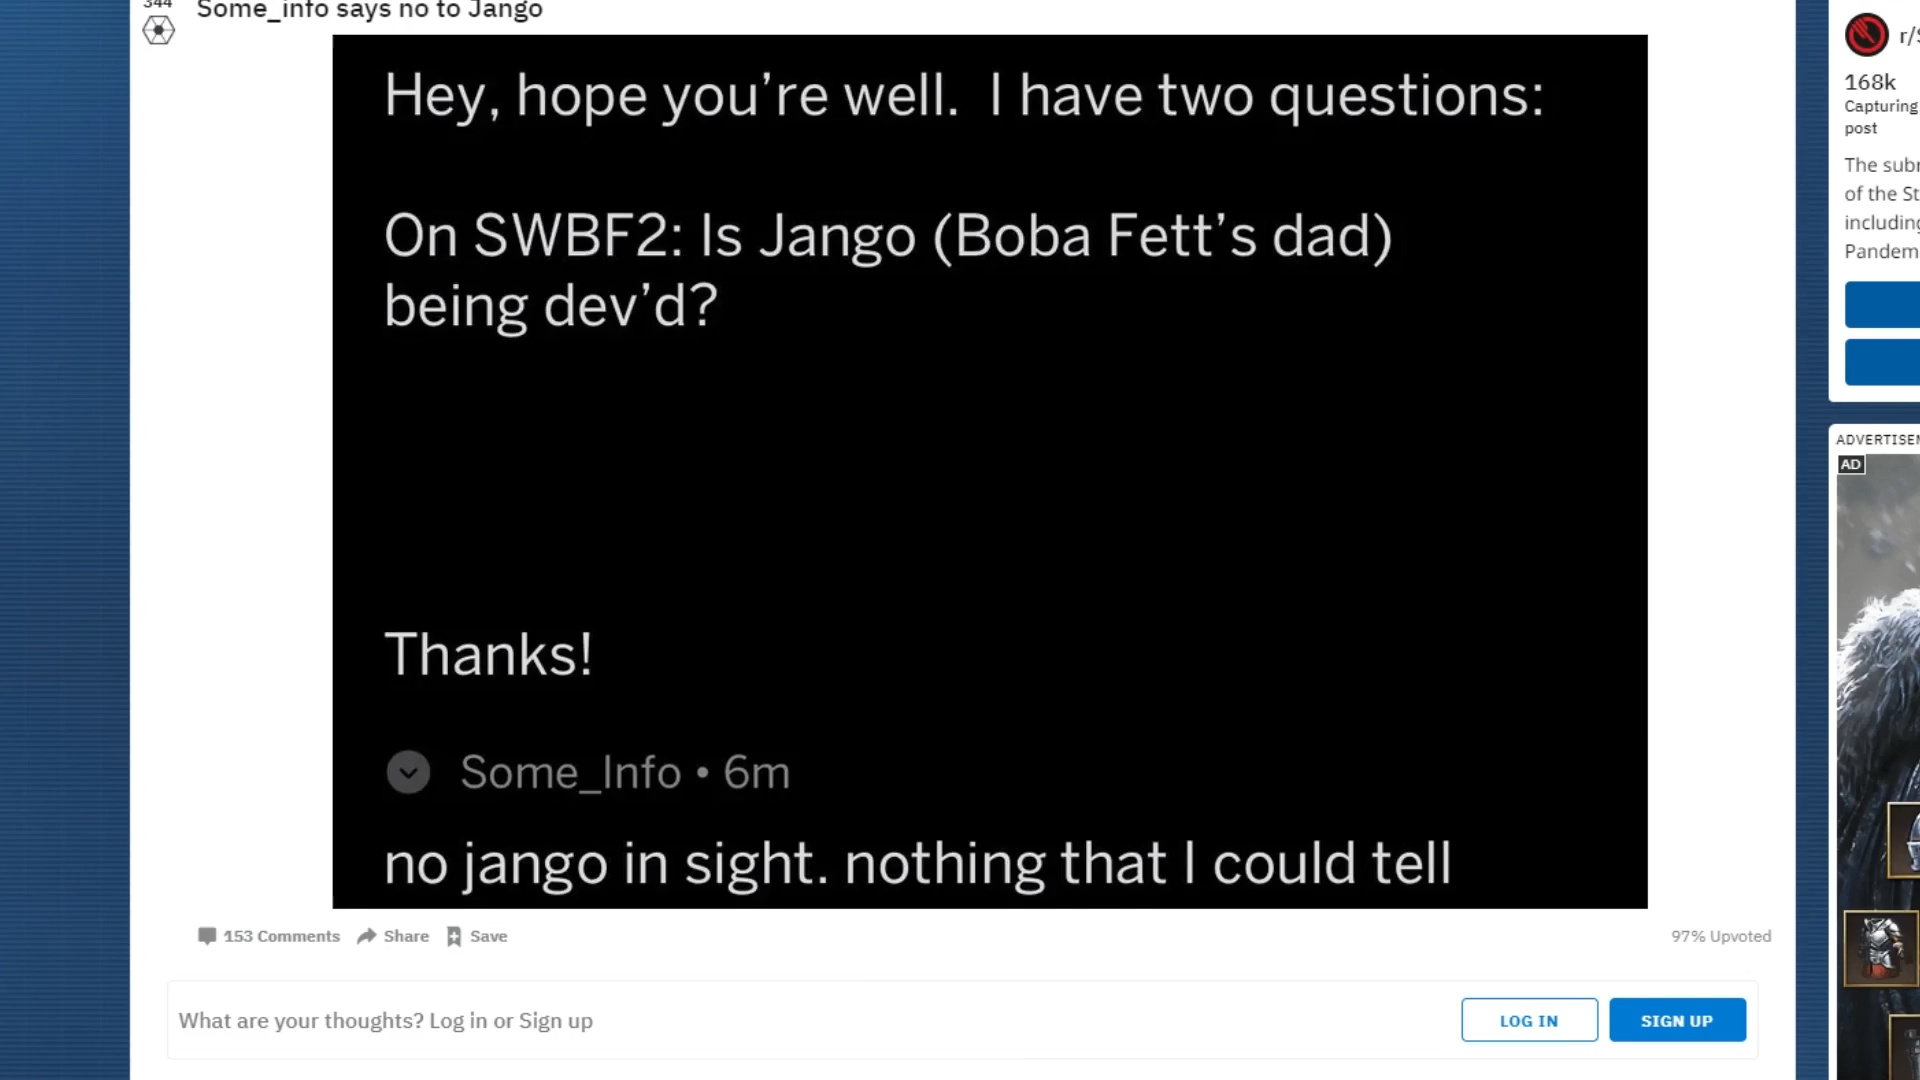 344
Some_info says no to Jango
Hey, hope you're well. I have two questions:
On SWBF2: Is Jango (Boba Fett's dad)
being dev'd?
Thanks!
Some_Info • 6m
no jango in sight. nothing that I could tell
153 Comments Share Save
97% Upvoted
What are your thoughts? Log in or Sign up
LOG IN
SIGN UP
r/S
168k
Capturing
post
The subr
of the St
including
Pandem
ADVERTISEM
AD